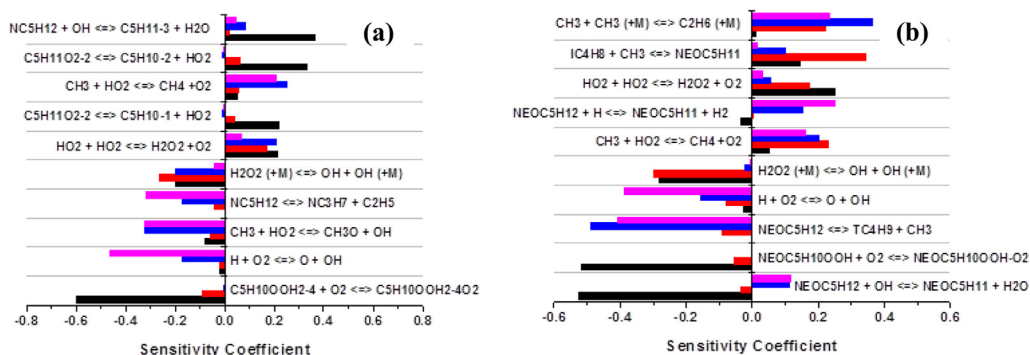 (a)
NC5H12 + OH <=> C5H11-3 + H2O
C5H11O2-2 <=> C5H10-2 + HO2
CH3 + HO2 <=> CH4 +O2
C5H11O2-2 <=> C5H10-1 + HO2
HO2 + HO2 <=> H2O2 + O2
H2O2 (+M) <=> OH + OH (+M)
NC5H12 <=> NC3H7 + C2H5
CH3 + HO2 <=> CH3O + OH
H + O2 <=> O + OH
C5H10OOH2-4 + O2 <=> C5H10OOH2-4O2
-0.8 -0.6 -0.4 -0.2 0.0 0.2 0.4 0.6 0.8
Sensitivity Coefficient
(b)
CH3 + CH3 (+M) <=> C2H6 (+M)
IC4H8 + CH3 <=> NEOC5H11
HO2 + HO2 <=> H2O2 + O2
NEOC5H12 + H <=> NEOC5H11 + H2
CH3 + HO2 <=> CH4 + O2
H2O2 (+M) <=> OH + OH (+M)
H + O2 <=> O + OH
NEOC5H12 <=> TC4H9 + CH3
NEOC5H10OOH + O2 <=> NEOC5H10OOH-O2
NEOC5H12 + OH <=> NEOC5H11 + H2O
-0.6 -0.4 -0.2 0.0 0.2 0.4 0.6
Sensitivity Coefficient